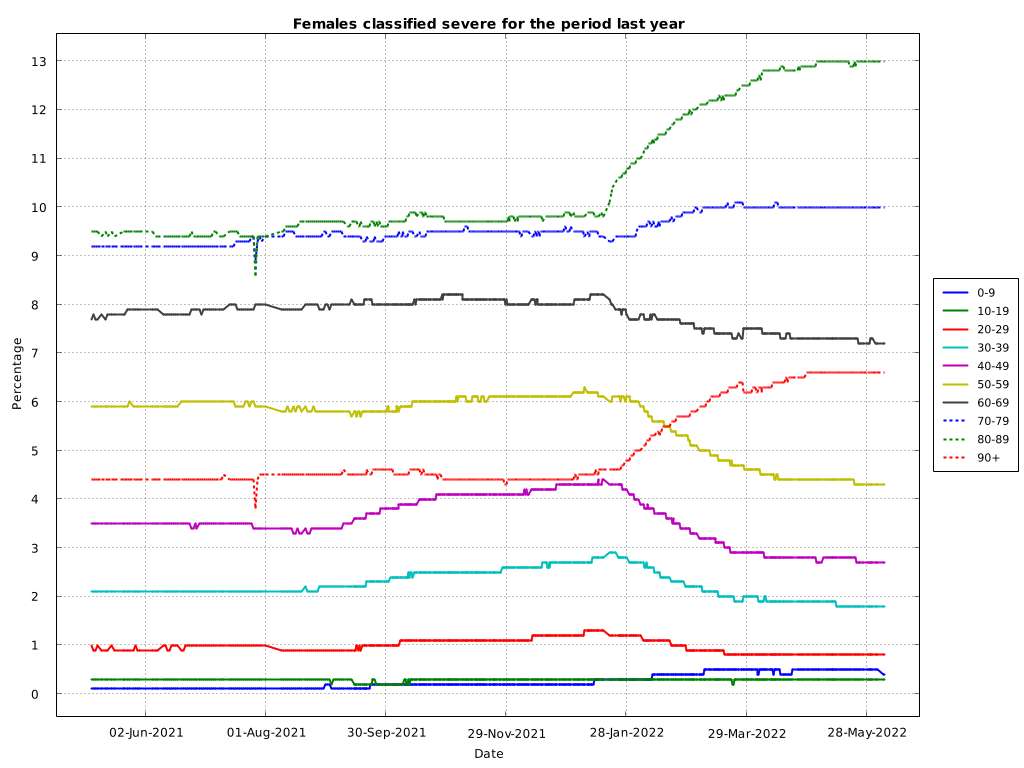 Females classified severe for the period last year
13
12
11
10
9
8
7
6
5
4
3
2
1
0
Percentage
02-Jun-2021
01-Aug-2021
30-Sep-2021
29-Nov-2021
28-Jan-2022
29-Mar-2022
28-May-2022
Date
0-9
10-19
20-29
30-39
40-49
50-59
60-69
70-79
80-89
90+